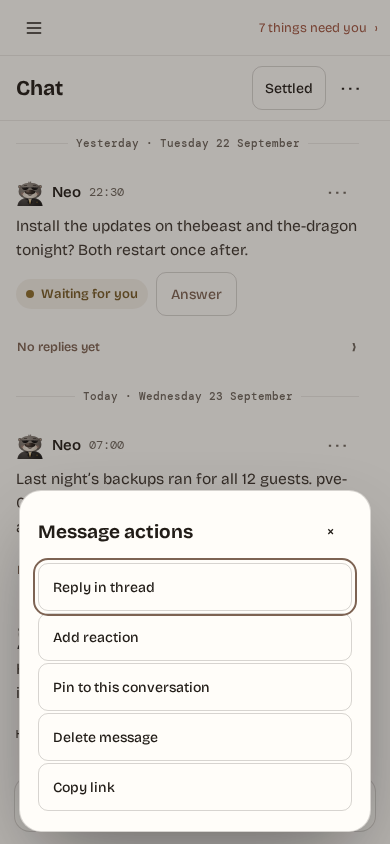 7 things need you ›
Chat
Settled
Yesterday · Tuesday 22 September
Neo 22:30
Install the updates on thebeast and the-dragon
tonight? Both restart once after.
Waiting for you
Answer
No replies yet
Today · Wednesday 23 September
Neo 07:00
Last night's backups ran for all 12 guests. pve-
Message actions
Reply in thread
Add reaction
Pin to this conversation
Delete message
Copy link